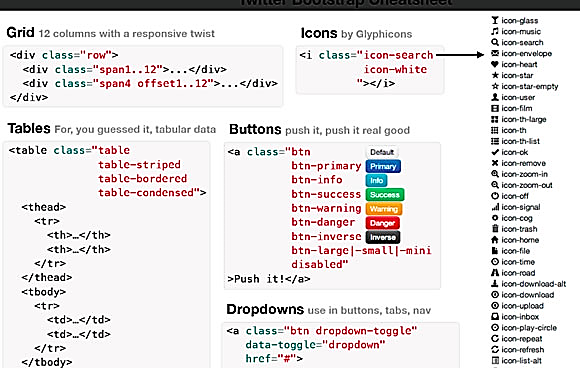 Twitter Bootstrap Cheatsheet
Grid 12 columns with a responsive twist
<div class="row">
<div class="span1..12">...</div>
<div class="span4 offset1..12">...</div>
</div>
Icons by Glyphicons
<i class="icon-search
icon-white
"></i>
Tables For, you guessed it, tabular data
<table class="table
table-striped
table-bordered
table-condensed">
<thead>
<tr>
<th>…</th>
<th>…</th>
</tr>
</thead>
<tbody>
<tr>
<td>…</td>
<td>…</td>
</tr>
</tbody>
Buttons push it, push it real good
<a class="btn Default
btn-primary Primary
btn-info Info
btn-success Success
btn-warning Warning
btn-danger Danger
btn-inverse Inverse
btn-large|-small|-mini
disabled"
>Push it!</a>
Dropdowns use in buttons, tabs, nav
<a class="btn dropdown-toggle"
data-toggle="dropdown"
href="#">
icon-glass
icon-music
icon-search
icon-envelope
icon-heart
icon-star
icon-star-empty
icon-user
icon-film
icon-th-large
icon-th
icon-th-list
icon-ok
icon-remove
icon-zoom-in
icon-zoom-out
icon-off
icon-signal
icon-cog
icon-trash
icon-home
icon-file
icon-time
icon-road
icon-download-alt
icon-download
icon-upload
icon-inbox
icon-play-circle
icon-repeat
icon-refresh
icon-list-alt